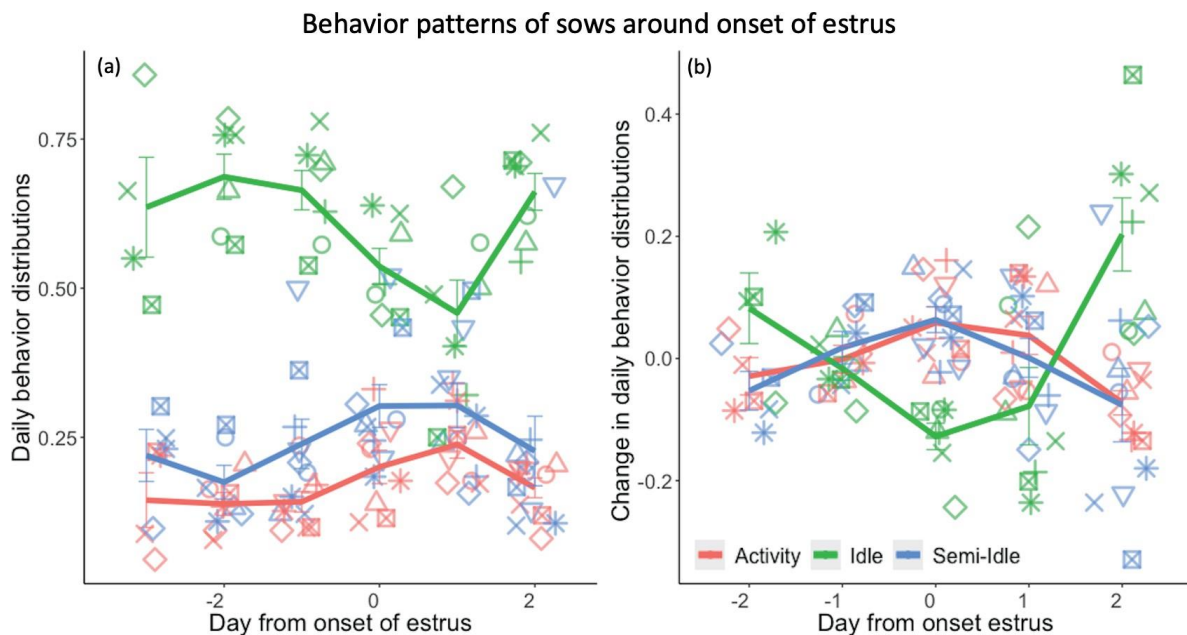 Behavior patterns of sows around onset of estrus
(a)
Daily behavior distributions
0.75
0.50
0.25
-2
0
2
Day from onset of estrus
(b)
Change in daily behavior distributions
0.4
0.2
0.0
-0.2
Activity
Idle
Semi-Idle
-2
-1
0
1
2
Day from onset estrus